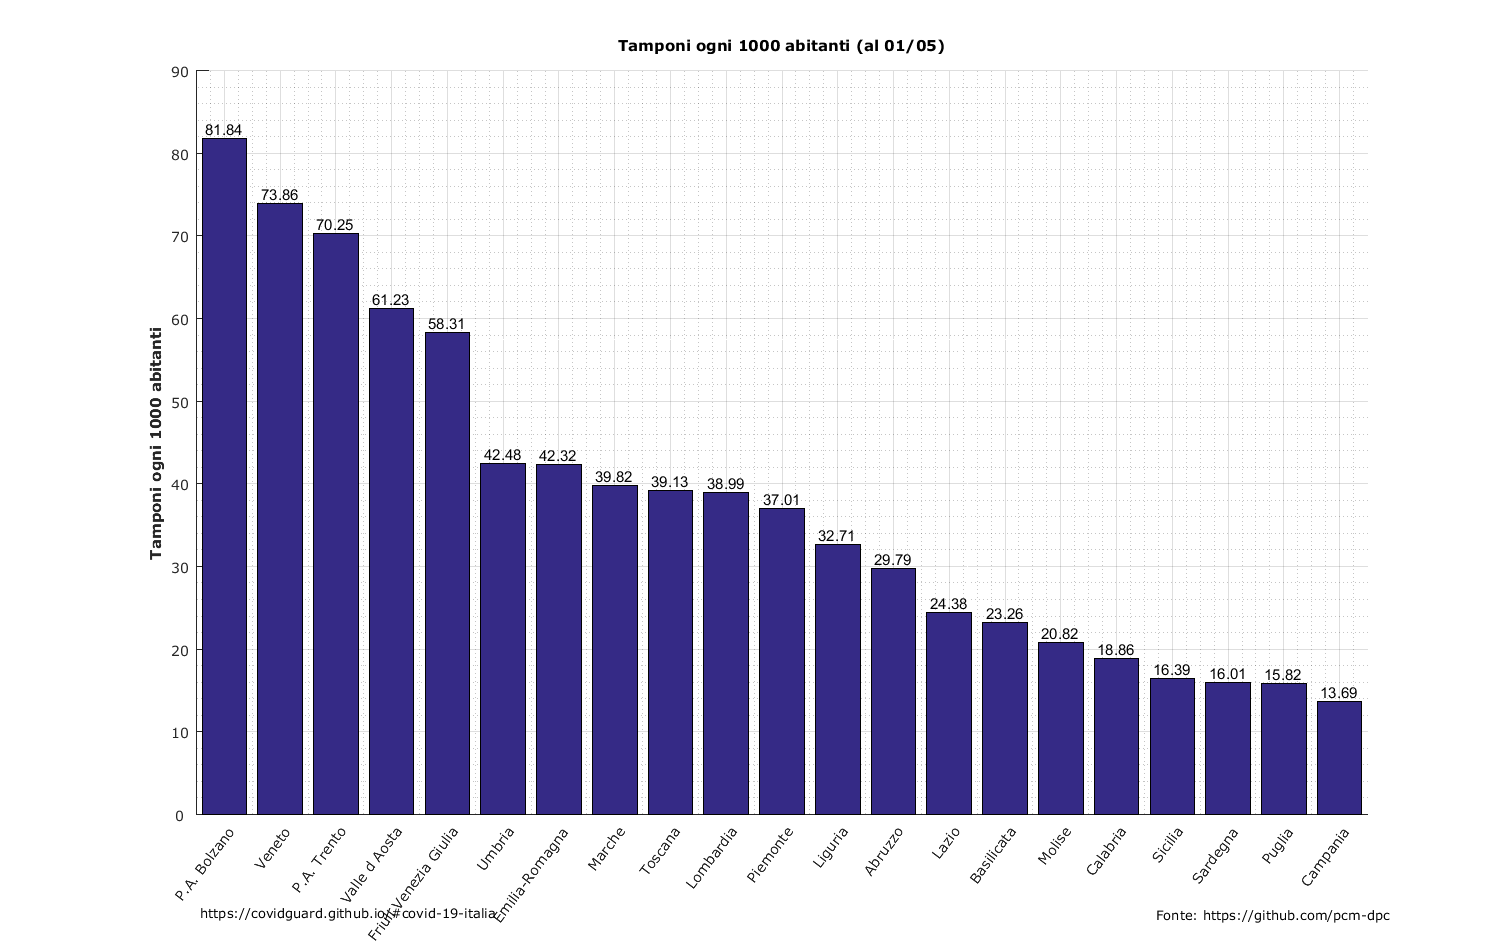 Tamponi ogni 1000 abitanti (al 01/05)
Tamponi ogni 1000 abitanti
90
80
70
60
50
40
30
20
10
0
81.84
73.86
70.25
61.23
58.31
42.48
42.32
39.82
39.13
38.99
37.01
32.71
29.79
24.38
23.26
20.82
18.86
16.39
16.01
15.82
13.69
P.A. Bolzano
Veneto
P.A. Trento
Valle d Aosta
Friuli-Venezia Giulia
Umbria
Emilia-Romagna
Marche
Toscana
Lombardia
Piemonte
Liguria
Abruzzo
Lazio
Basilicata
Molise
Calabria
Sicilia
Sardegna
Puglia
Campania
https://covidguard.github.io/#covid-19-italia
Fonte: https://github.com/pcm-dpc